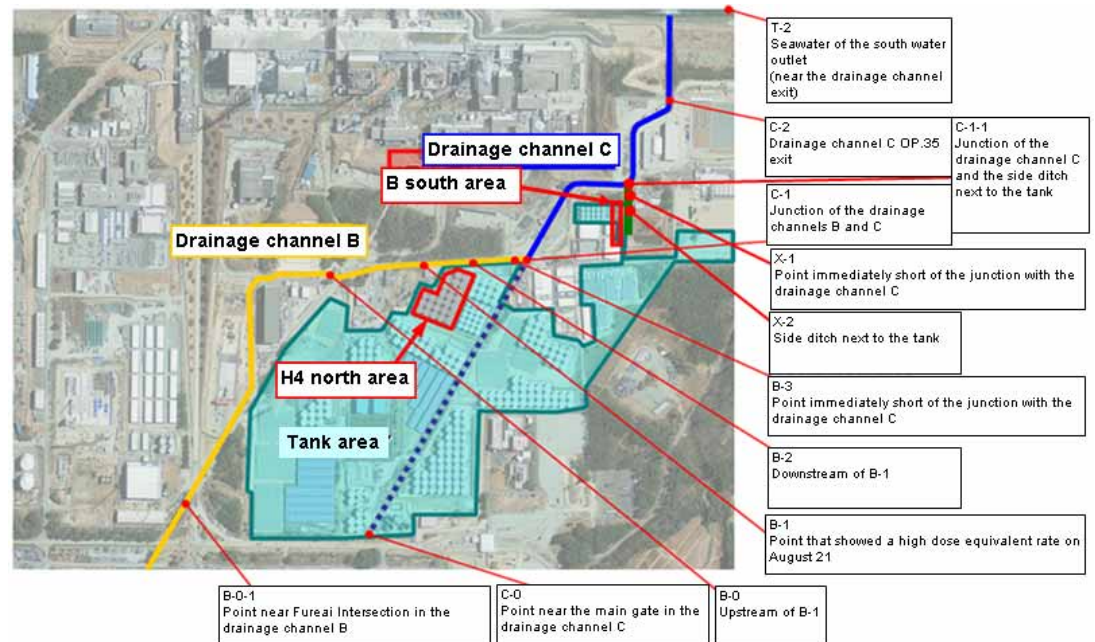 T-2
Seawater of the south water
outlet
(near the drainage channel
exit)
C-2
Drainage channel C OP.35
exit
C-1-1
Junction of the
drainage channel C
and the side ditch
next to the tank
C-1
Junction of the drainage
channels B and C
X-1
Point immediately short of the junction with the
drainage channel C
X-2
Side ditch next to the tank
B-3
Point immediately short of the junction with the
drainage channel C
B-2
Downstream of B-1
B-1
Point that showed a high dose equivalent rate on
August 21
Drainage channel C
B south area
Drainage channel B
H4 north area
Tank area
B-0-1
Point near Fureai Intersection in the
drainage channel B
C-0
Point near the main gate in the
drainage channel C
B-0
Upstream of B-1